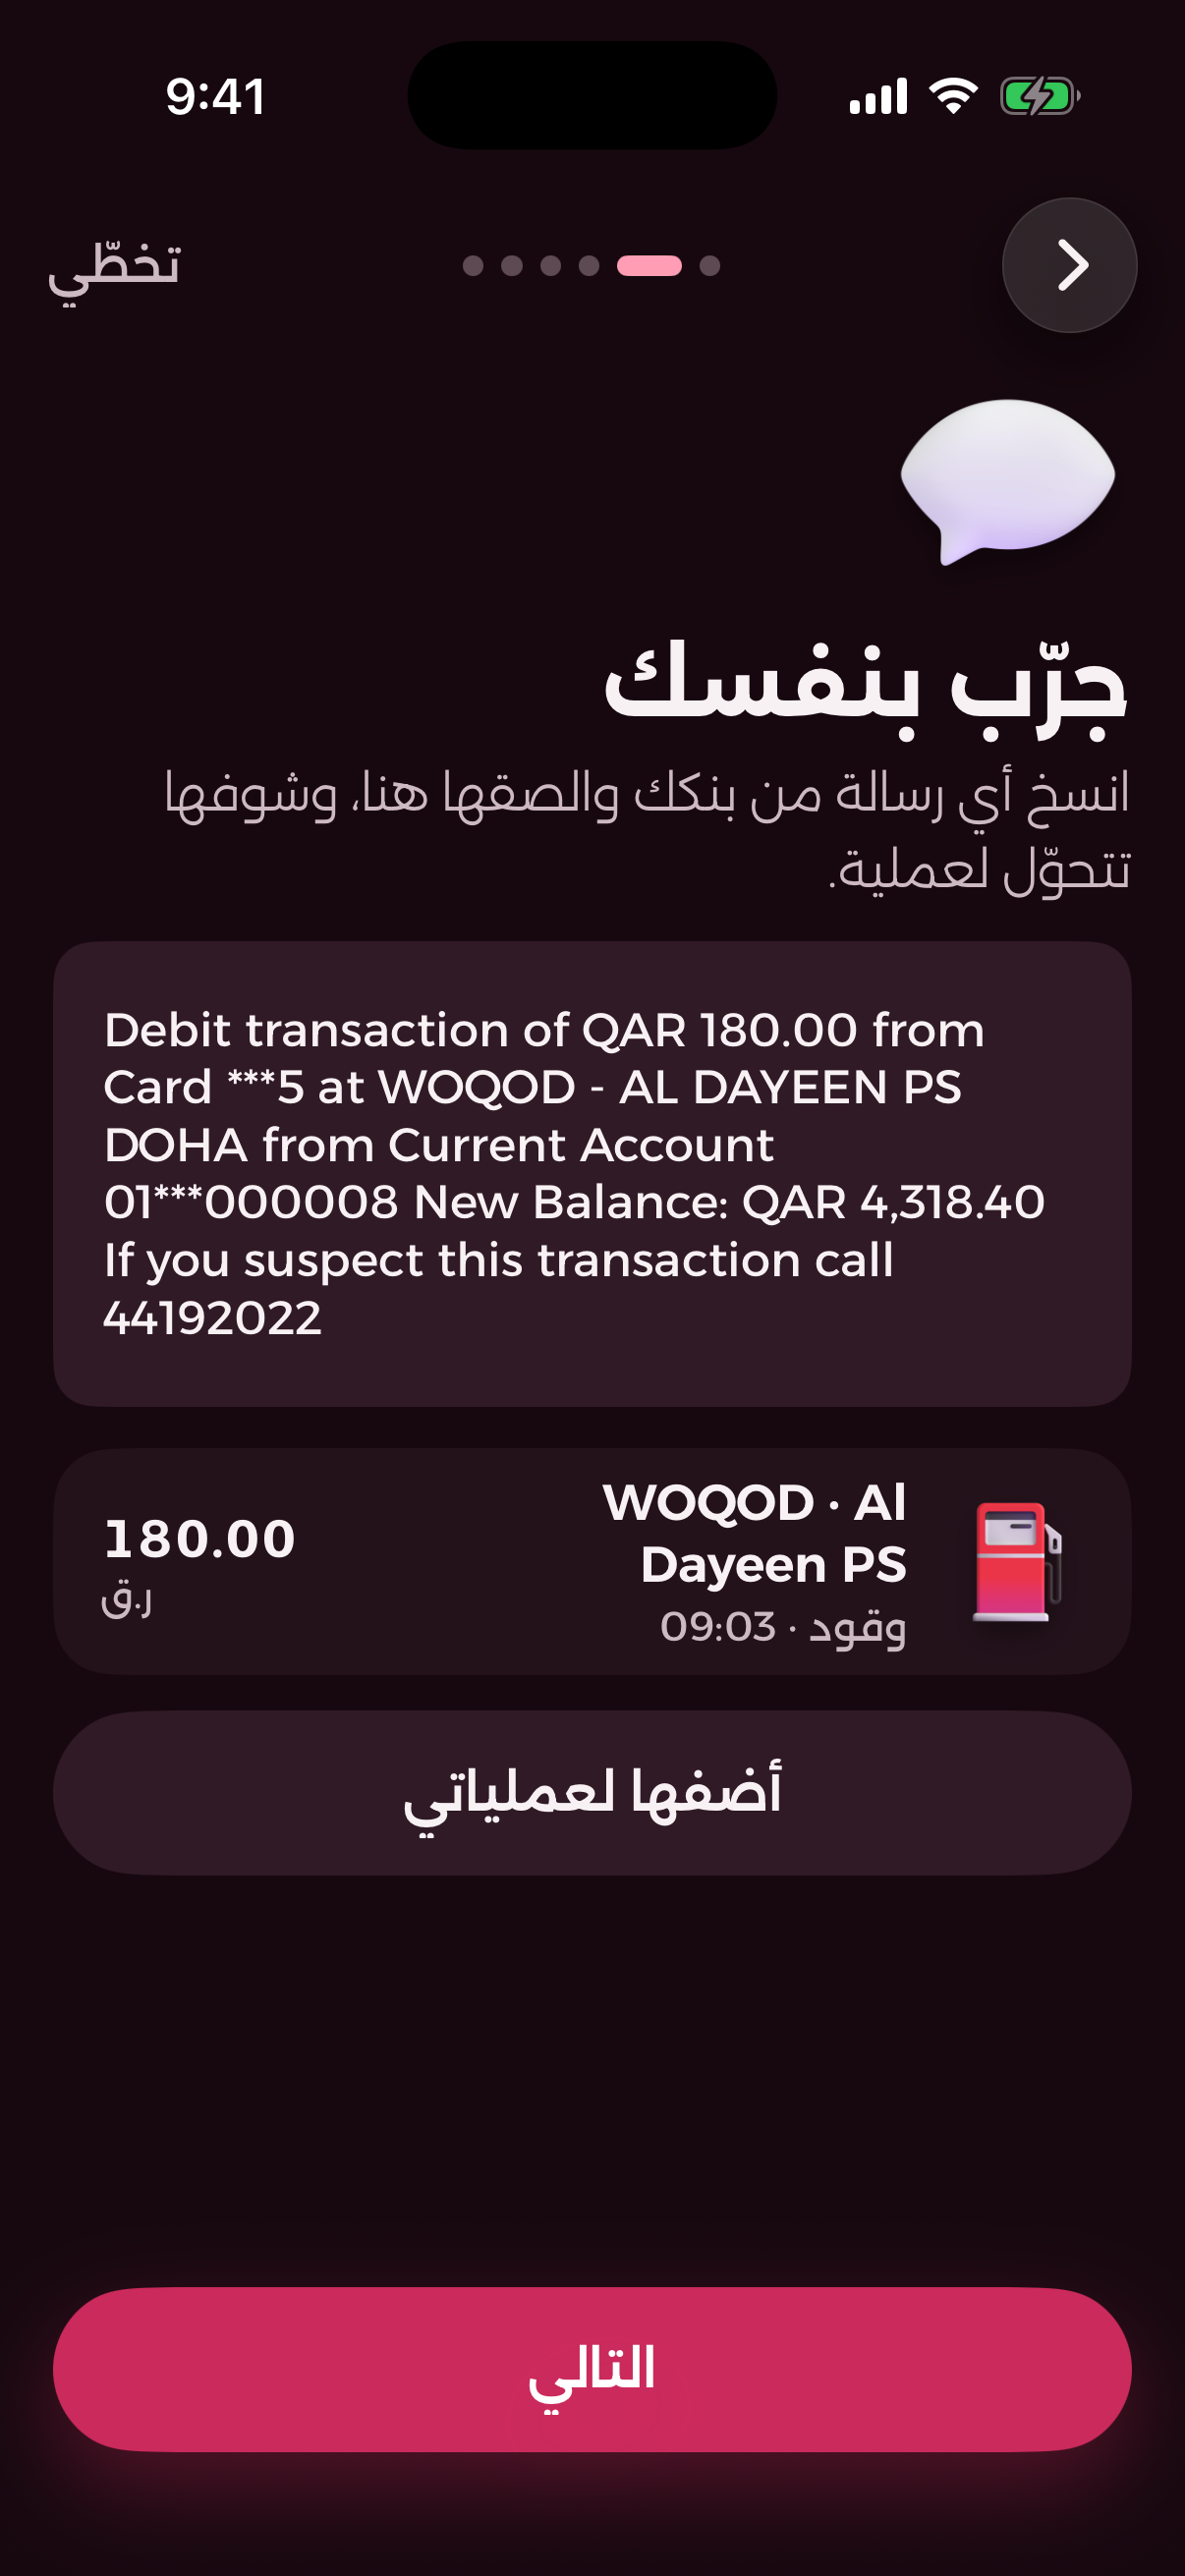 9:41
تخطّي
جرّب بنفسك
انسخ أي رسالة من بنكك والصقها هنا، وشوفها
تتحوّل لعملية.
Debit transaction of QAR 180.00 from
Card ***5 at WOQOD - AL DAYEEN PS
DOHA from Current Account
01***000008 New Balance: QAR 4,318.40
If you suspect this transaction call
44192022
WOQOD · Al
Dayeen PS
وقود · 09:03
180.00
ر.ق
أضفها لعملياتي
التالي